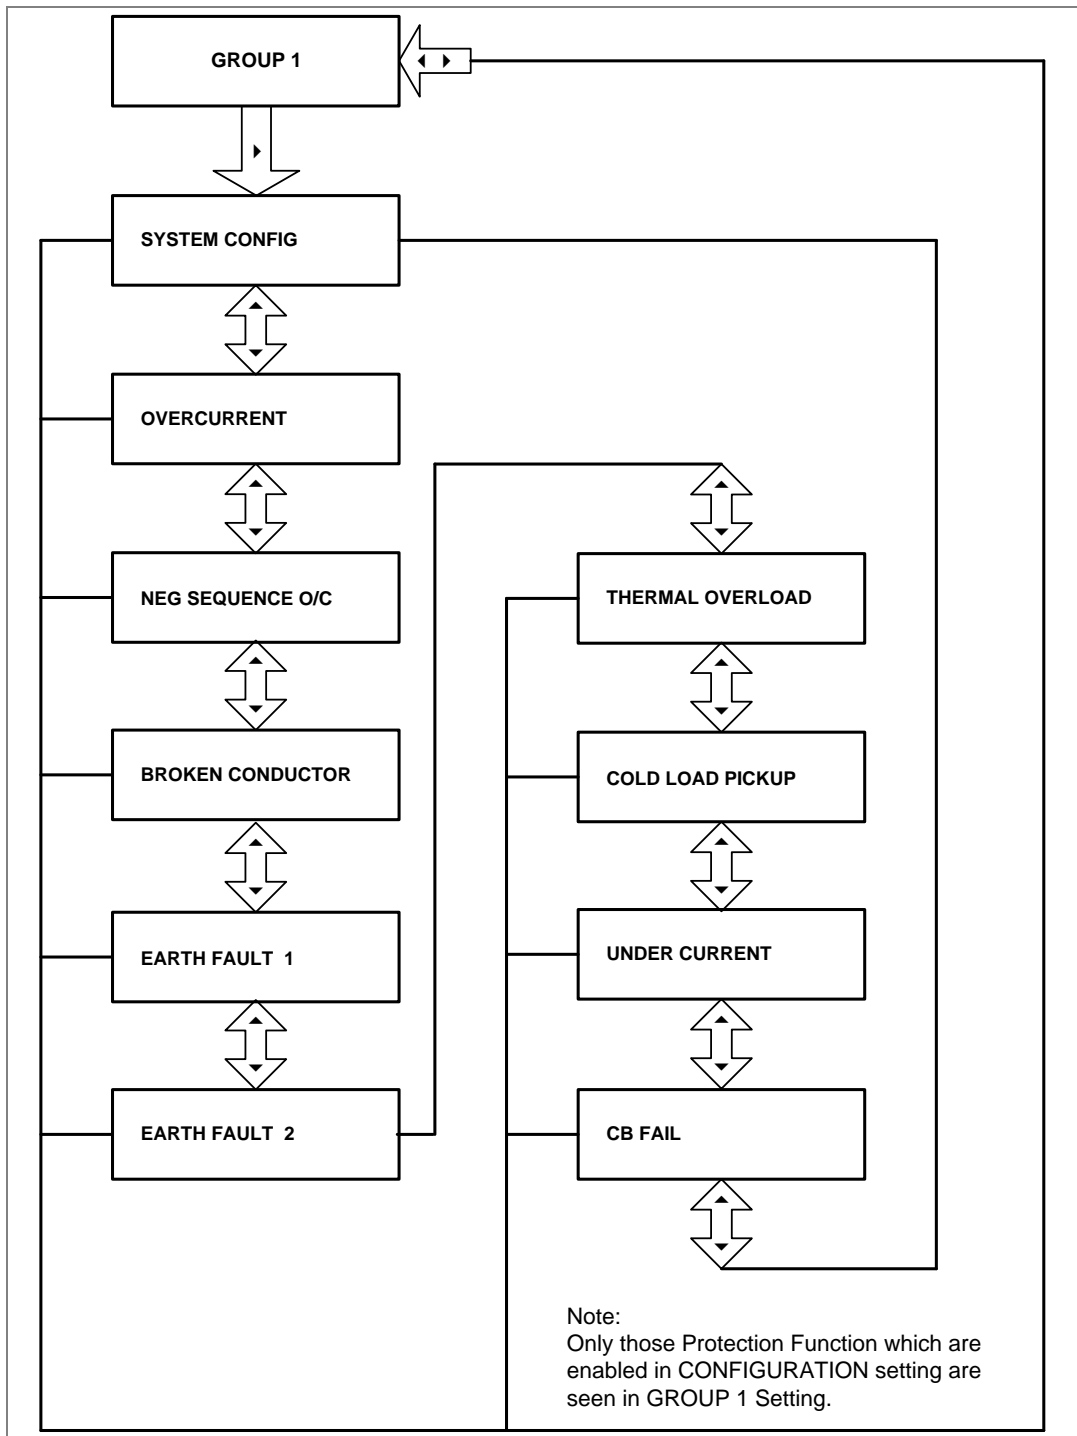 GROUP 1
SYSTEM CONFIG
OVERCURRENT
NEG SEQUENCE O/C
BROKEN CONDUCTOR
EARTH FAULT 1
EARTH FAULT 2
THERMAL OVERLOAD
COLD LOAD PICKUP
UNDER CURRENT
CB FAIL
Note:
Only those Protection Function which are
enabled in CONFIGURATION setting are
seen in GROUP 1 Setting.